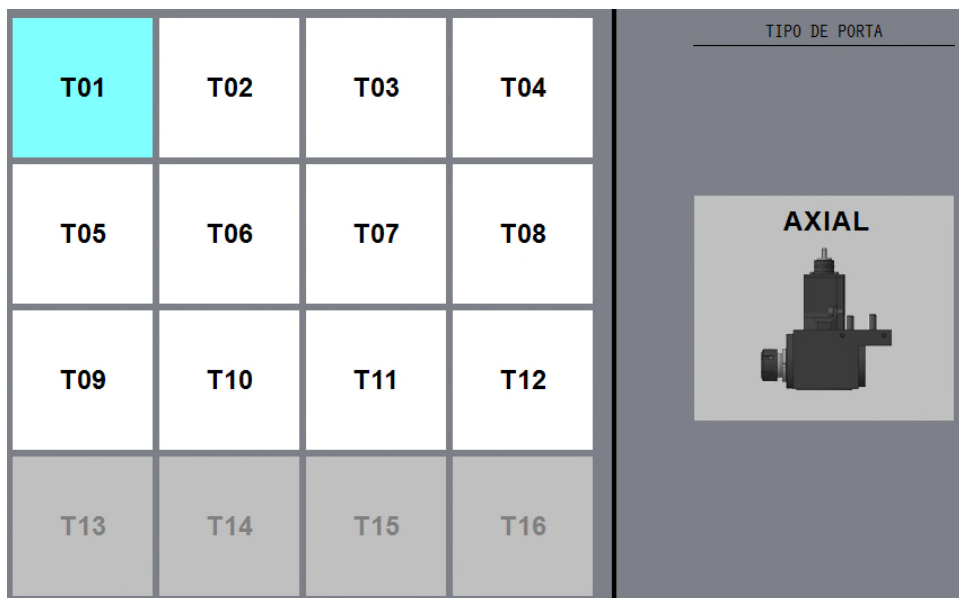 T01 T02 T03 T04
T05 T06 T07 T08
T09 T10 T11 T12
T13 T14 T15 T16
TIPO DE PORTA
AXIAL